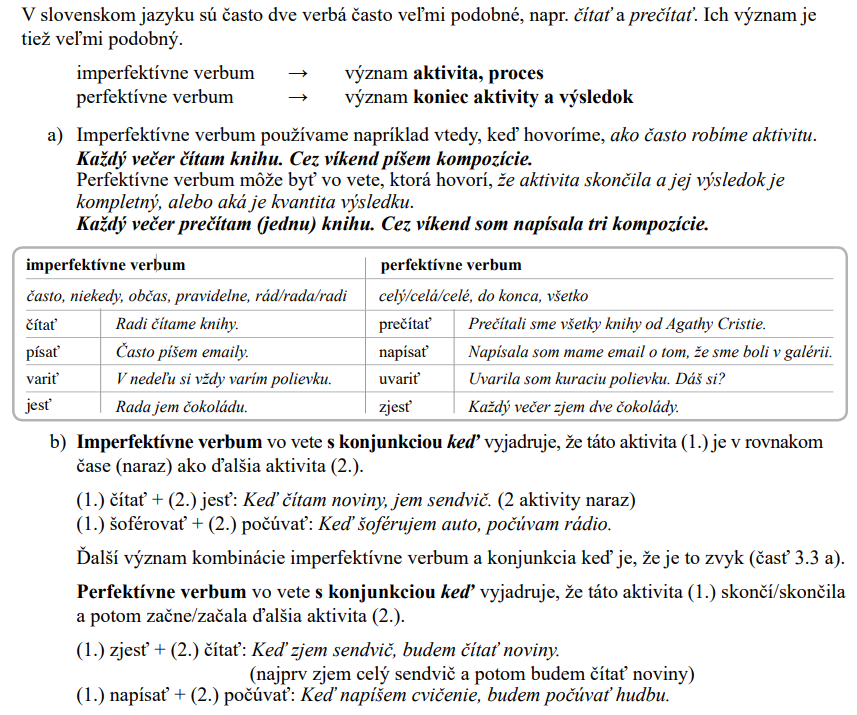 V slovenskom jazyku sú často dve verbá často veľmi podobné, napr. čítať a prečítať. Ich význam je
tiež veľmi podobný.
imperfektívne verbum → význam aktivita, proces
perfektívne verbum → význam koniec aktivity a výsledok
a) Imperfektívne verbum používame napríklad vtedy, keď hovoríme, ako často robíme aktivitu.
Každý večer čítam knihu. Cez víkend píšem kompozície.
Perfektívne verbum môže byť vo vete, ktorá hovorí, že aktivita skončila a jej výsledok je
kompletný, alebo aká je kvantita výsledku.
Každý večer prečítam (jednu) knihu. Cez víkend som napísala tri kompozície.
imperfektívne verbum perfektívne verbum
často, niekedy, občas, pravidelne, rád/rada/radi celý/celá/celé, do konca, všetko
čítať Radi čítame knihy. prečítať Prečítali sme všetky knihy od Agathy Cristie.
písať Často píšem emaily. napísať Napísala som mame email o tom, že sme boli v galérii.
variť V nedeľu si vždy varím polievku. uvariť Uvarila som kuraciu polievku. Dáš si?
jesť Rada jem čokoládu. zjesť Každý večer zjem dve čokolády.
b) Imperfektívne verbum vo vete s konjunkciou keď vyjadruje, že táto aktivita (1.) je v rovnakom
čase (naraz) ako ďalšia aktivita (2.).
(1.) čítať + (2.) jesť: Keď čítam noviny, jem sendvič. (2 aktivity naraz)
(1.) šoférovať + (2.) počúvať: Keď šoférujem auto, počúvam rádio.
Ďalší význam kombinácie imperfektívne verbum a konjunkcia keď je, že je to zvyk (časť 3.3 a).
Perfektívne verbum vo vete s konjunkciou keď vyjadruje, že táto aktivita (1.) skončí/skončila
a potom začne/začala ďalšia aktivita (2.).
(1.) zjesť + (2.) čítať: Keď zjem sendvič, budem čítať noviny.
(najprv zjem celý sendvič a potom budem čítať noviny)
(1.) napísať + (2.) počúvať: Keď napíšem cvičenie, budem počúvať hudbu.